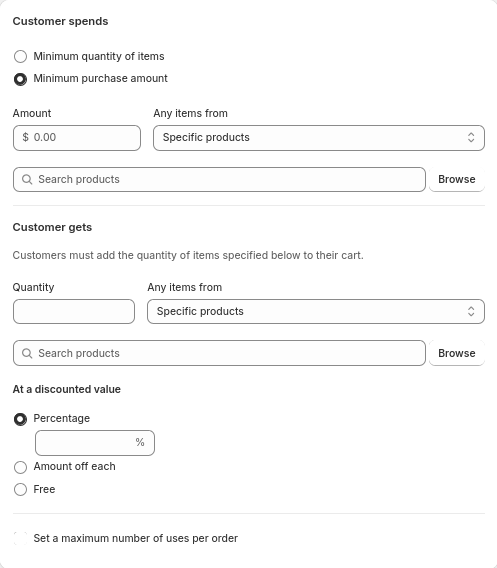 Customer spends
Minimum quantity of items
Minimum purchase amount
Amount Any items from
$ 0.00 Specific products
Search products Browse
Customer gets
Customers must add the quantity of items specified below to their cart.
Quantity Any items from
Specific products
Search products Browse
At a discounted value
Percentage
%
Amount off each
Free
Set a maximum number of uses per order